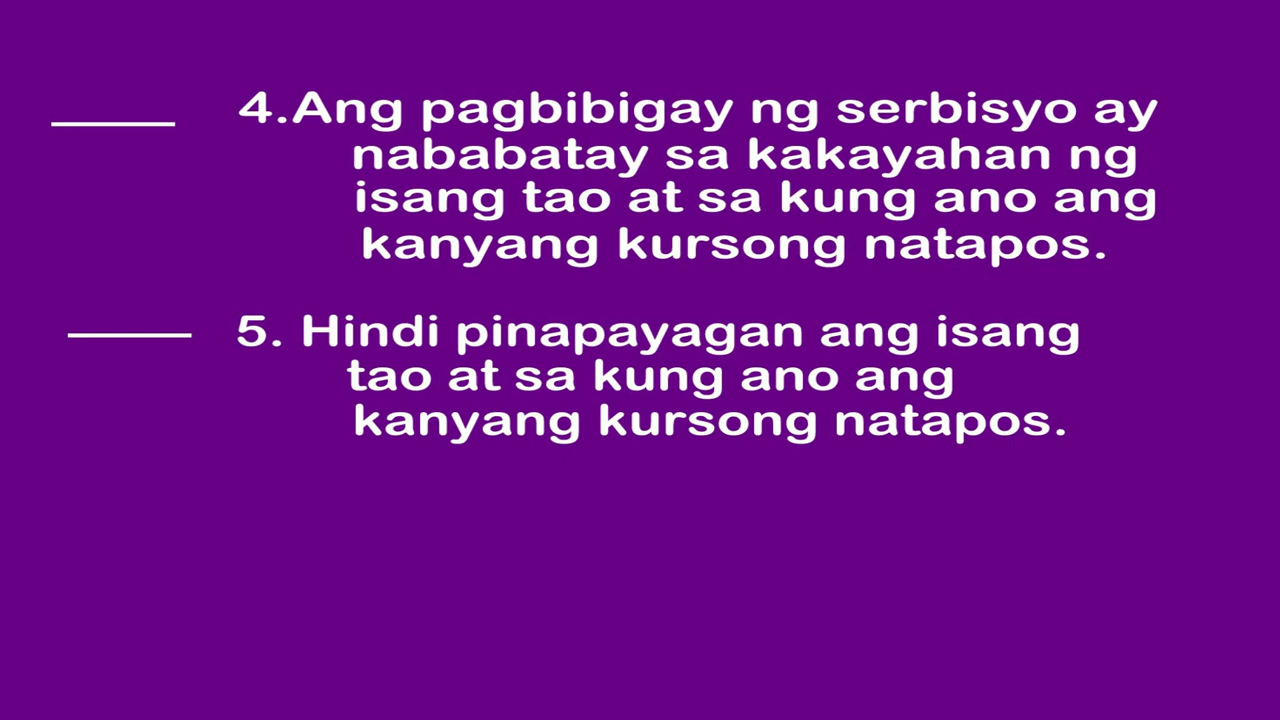 4.Ang pagbibigay ng serbisyo ay
nababatay sa kakayahan ng
isang tao at sa kung ano ang
kanyang kursong natapos.
5. Hindi pinapayagan ang isang
tao at sa kung ano ang
kanyang kursong natapos.